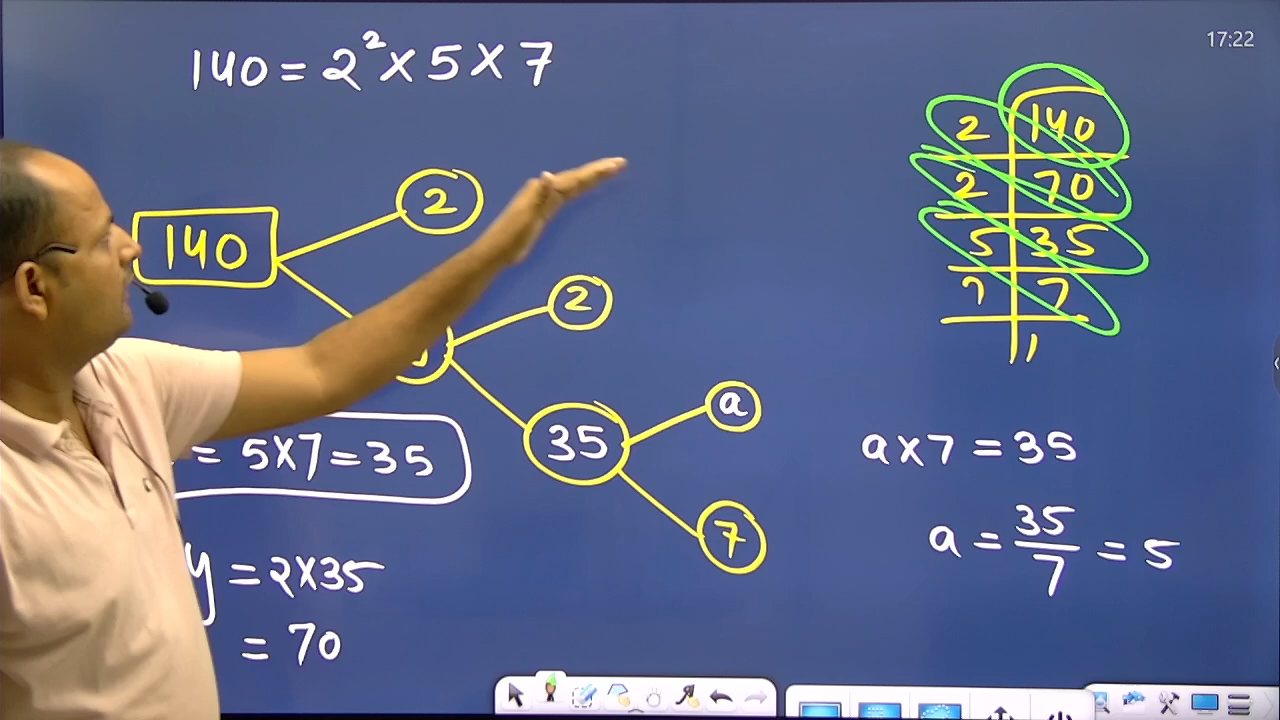 140 = 2² × 5 × 7
17:22
140
2
2
35
a
7
= 5×7 = 35
y = 2×35
= 70
2 140
2 70
5 35
7 7
1
a×7 = 35
a = 35/7 = 5